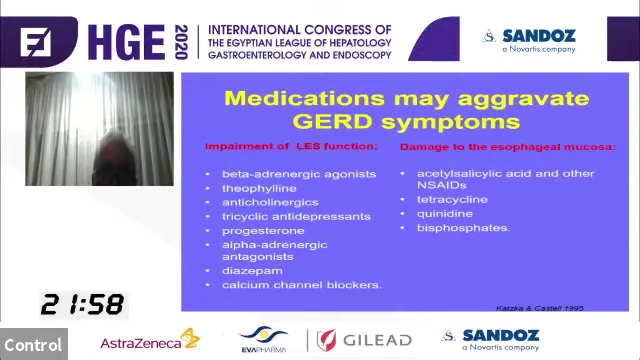 HGE 2020
INTERNATIONAL CONGRESS OF
THE EGYPTIAN LEAGUE OF HEPATOLOGY
GASTROENTEROLOGY AND ENDOSCOPY
S SANDOZ
a Novartis company
Medications may aggravate
GERD symptoms
Impairment of LES function:
• beta-adrenergic agonists
• theophylline
• anticholinergics
• tricyclic antidepressants
• progesterone
• alpha-adrenergic
antagonists
• diazepam
• calcium channel blockers.
Damage to the esophageal mucosa:
• acetylsalicylic acid and other
NSAIDs
• tetracycline
• quinidine
• bisphosphates.
Katzka & Castell 1995
21:58
Control
AstraZeneca
EVAPHARMA
GILEAD
S SANDOZ
a Novartis company